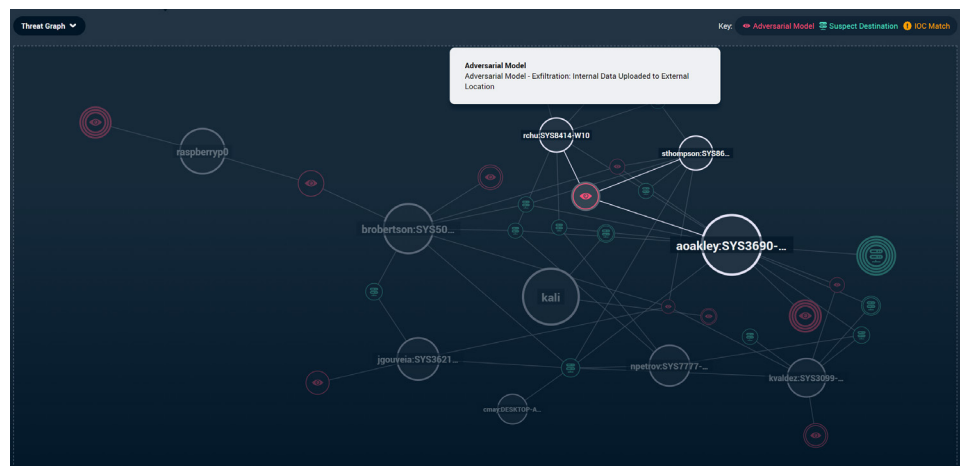 Threat Graph
Key: Adversarial Model Suspect Destination IOC Match
Adversarial Model
Adversarial Model - Exfiltration: Internal Data Uploaded to External
Location
rchu:SYS8414-W10
sthompson:SYS86...
raspberryp0
brobertson:SYS50...
aoakley:SYS3690-...
kali
jgouveia:SYS3621...
npetrov:SYS7777-...
kvaldez:SYS3099-...
cmay:DESKTOP-A...